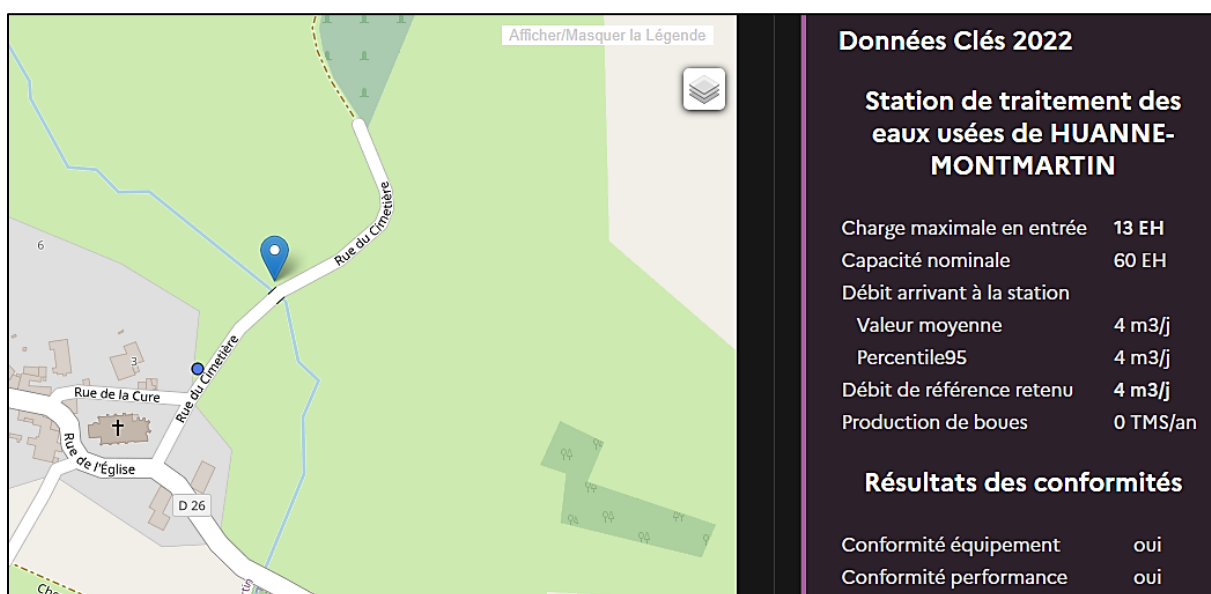 Afficher/Masquer la Légende
6
3
Rue du Cimetière
Rue du Cimetière
Rue de la Cure
Rue de l'Église
D 26
Données Clés 2022
Station de traitement des
eaux usées de HUANNE-
MONTMARTIN
Charge maximale en entrée 13 EH
Capacité nominale 60 EH
Débit arrivant à la station
Valeur moyenne 4 m3/j
Percentile95 4 m3/j
Débit de référence retenu 4 m3/j
Production de boues 0 TMS/an
Résultats des conformités
Conformité équipement oui
Conformité performance oui